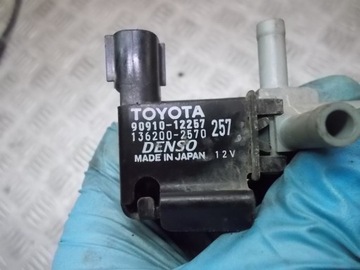 TOYOTA
90910-12257
136200-2570 257
DENSO
MADE IN JAPAN 12V